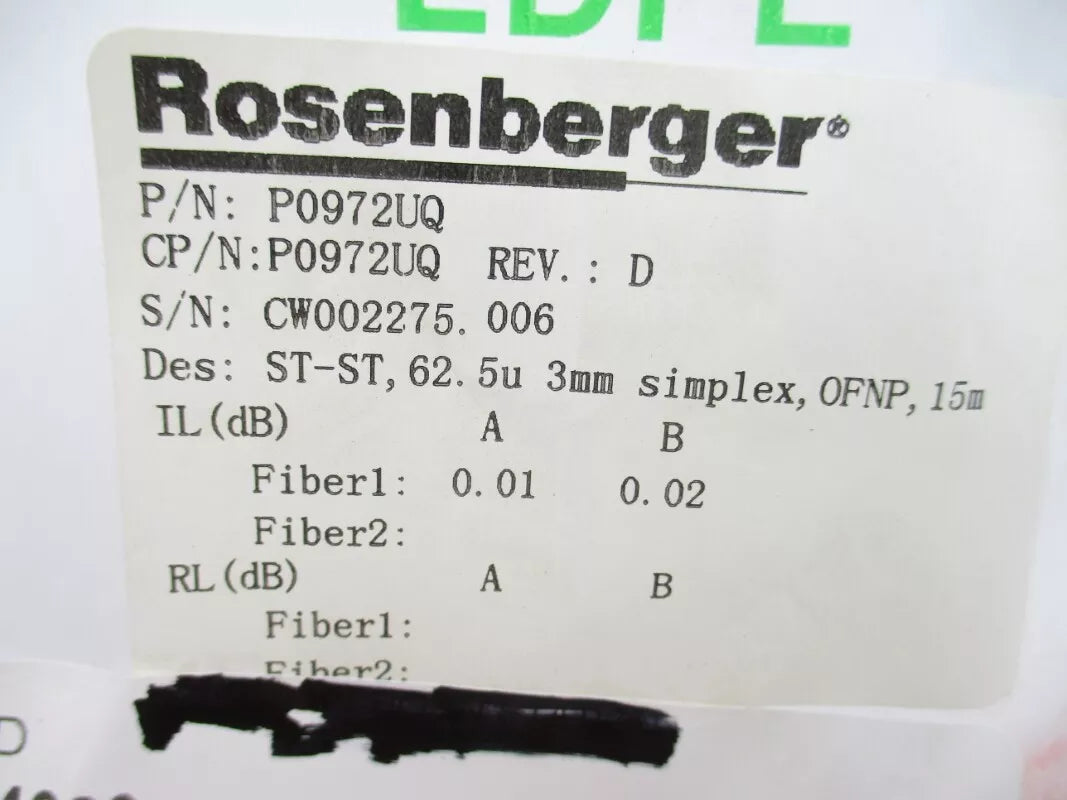 Rosenberger®
P/N: P0972UQ
CP/N:P0972UQ REV.: D
S/N: CW002275.006
Des: ST-ST,62.5u 3mm simplex,OFNP,15m
IL(dB) A B
Fiber1: 0.01 0.02
Fiber2:
RL(dB) A B
Fiber1:
Fiber2:
D